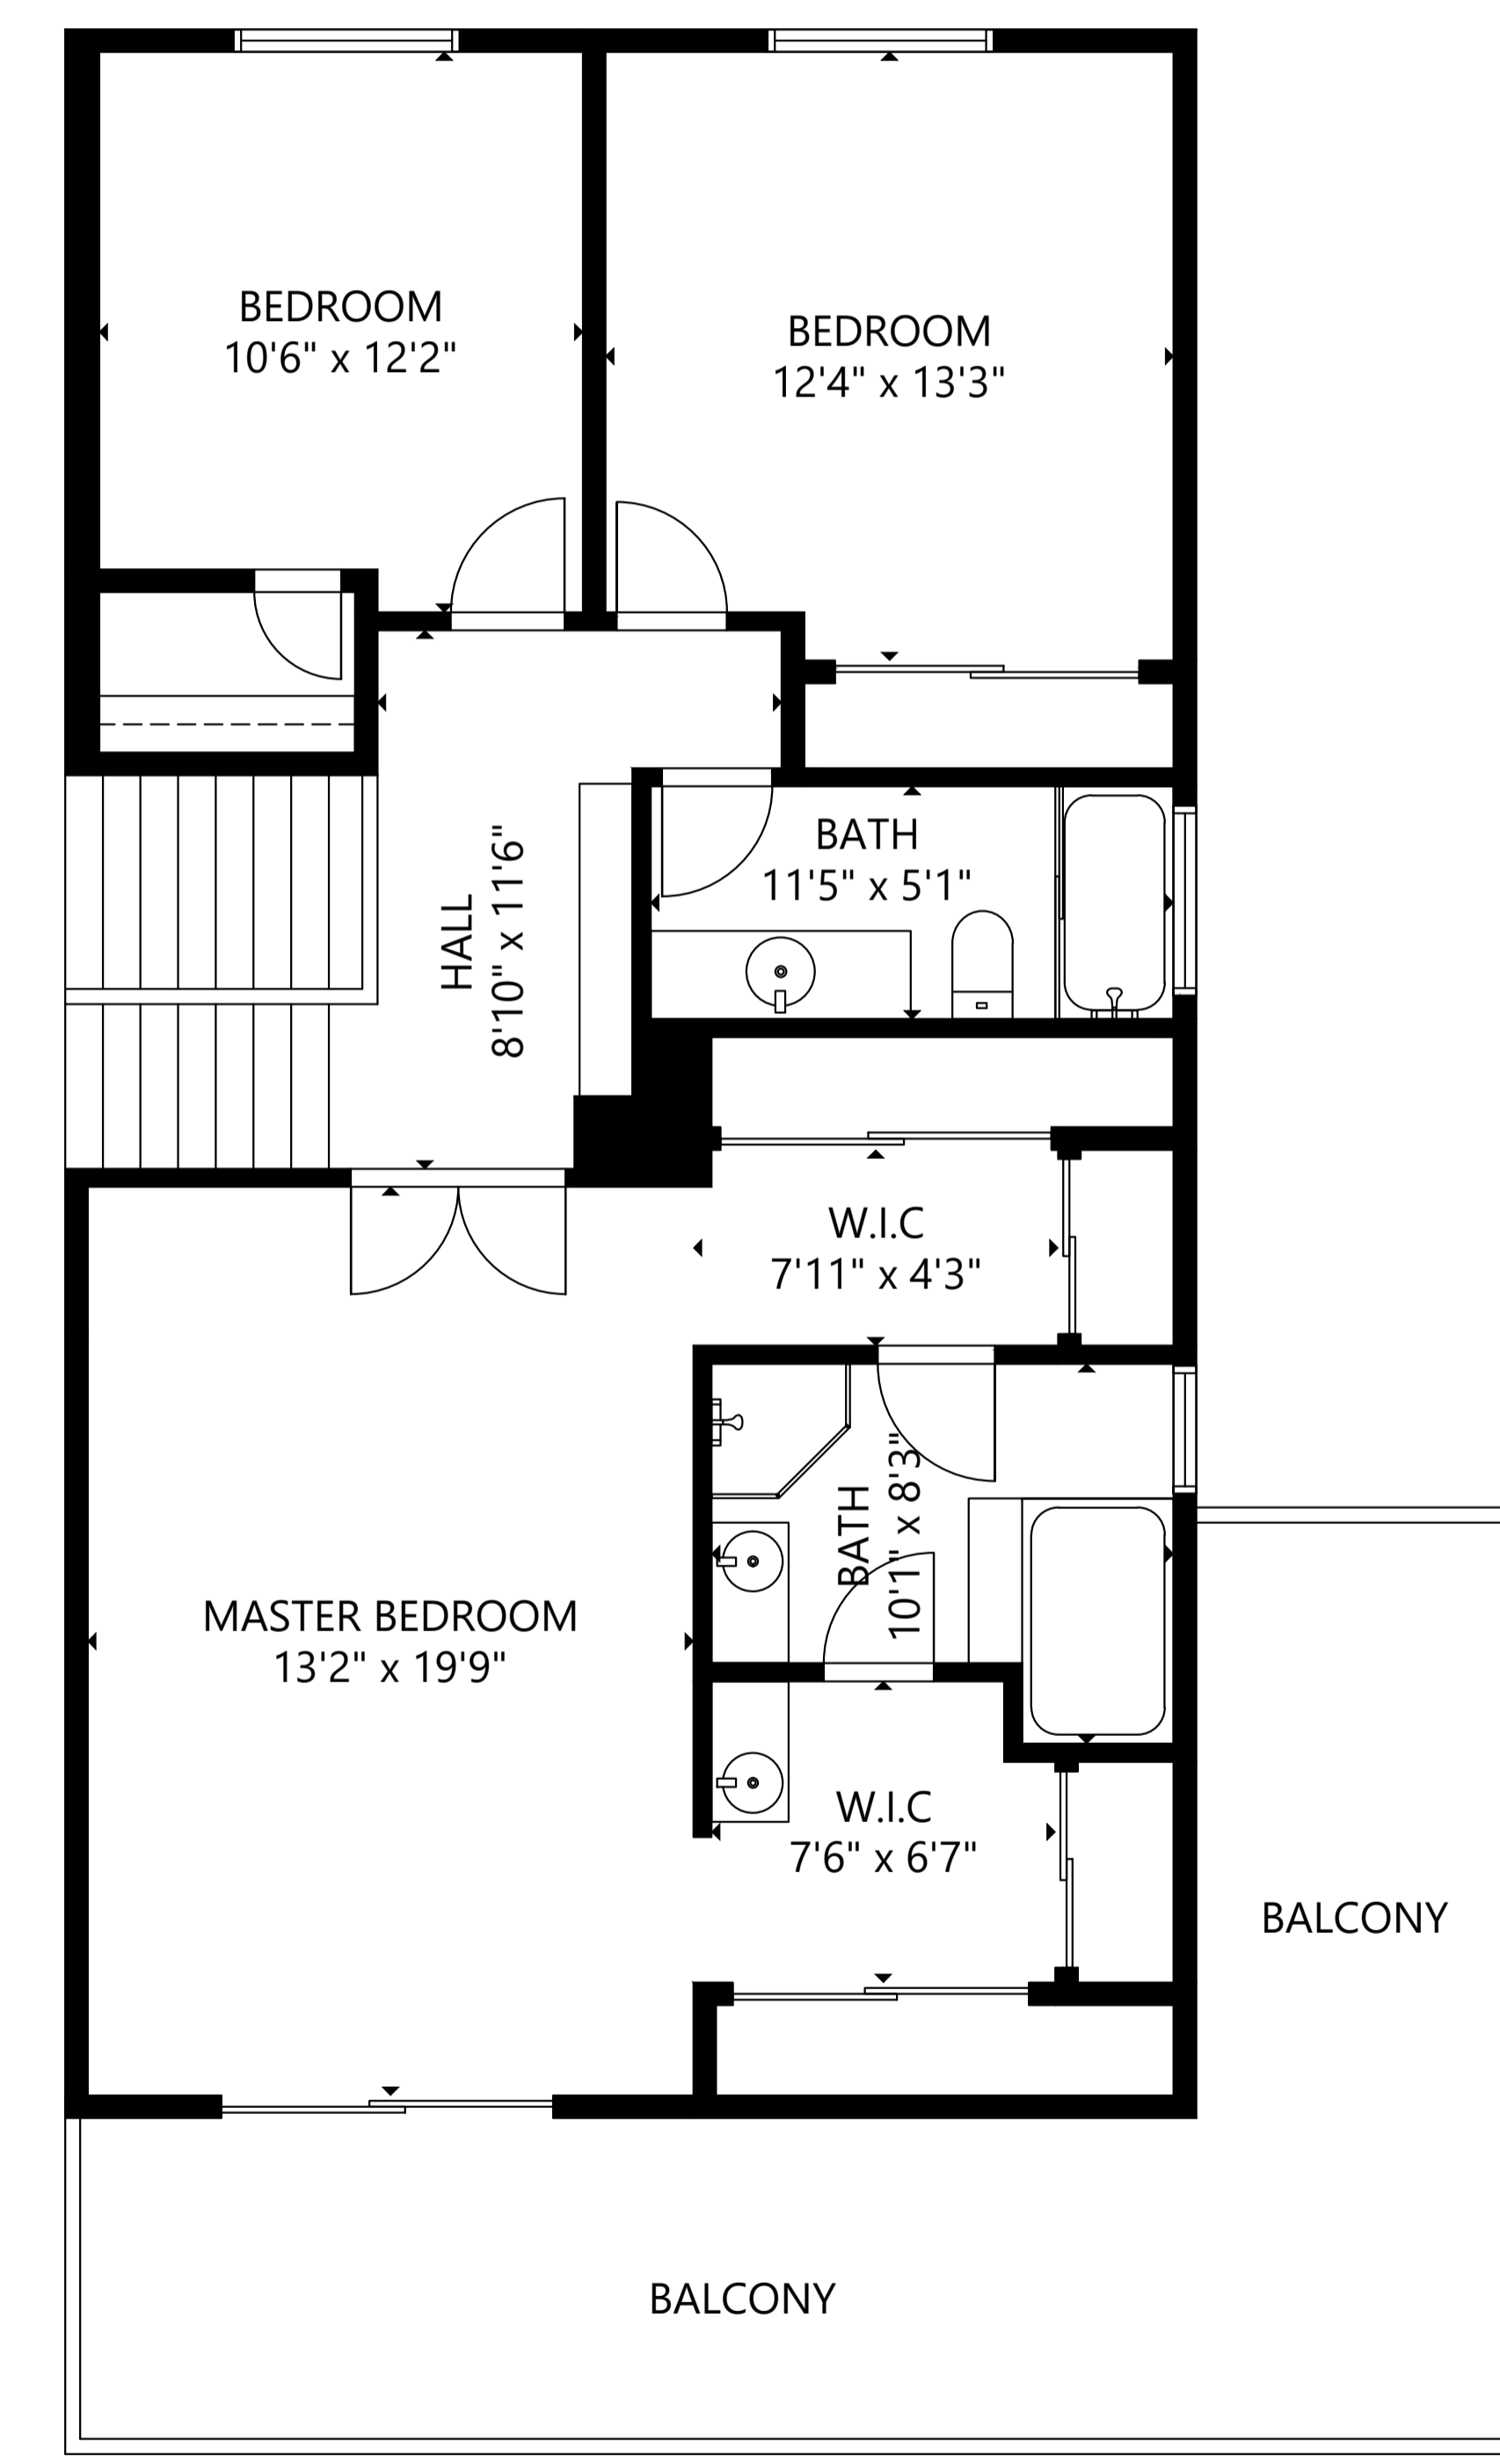 BEDROOM
10'6" x 12'2"
BEDROOM
12'4" x 13'3"
HALL
8'10" x 11'6"
BATH
11'5" x 5'1"
W.I.C
7'11" x 4'3"
BATH
10'1" x 8'3"
MASTER BEDROOM
13'2" x 19'9"
W.I.C
7'6" x 6'7"
BALCONY
BALCONY